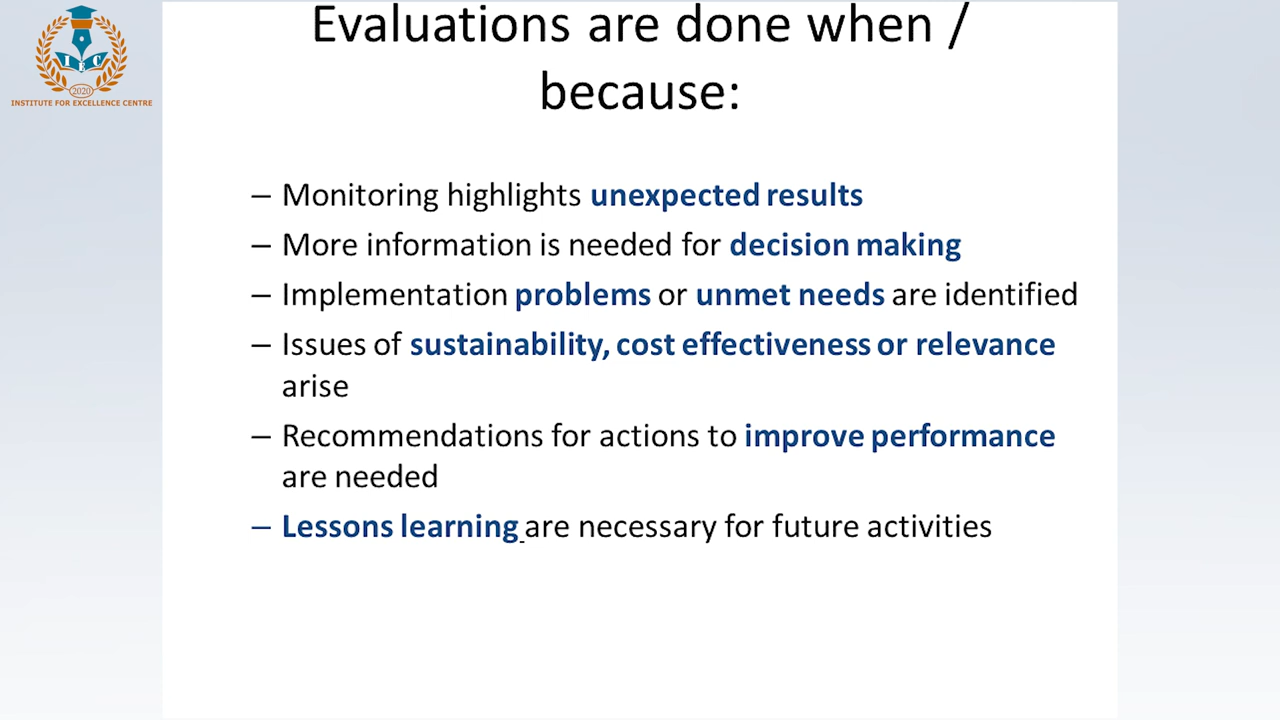 I E C
2020
INSTITUTE FOR EXCELLENCE CENTRE
Evaluations are done when /
because:
– Monitoring highlights unexpected results
– More information is needed for decision making
– Implementation problems or unmet needs are identified
– Issues of sustainability, cost effectiveness or relevance
arise
– Recommendations for actions to improve performance
are needed
– Lessons learning are necessary for future activities